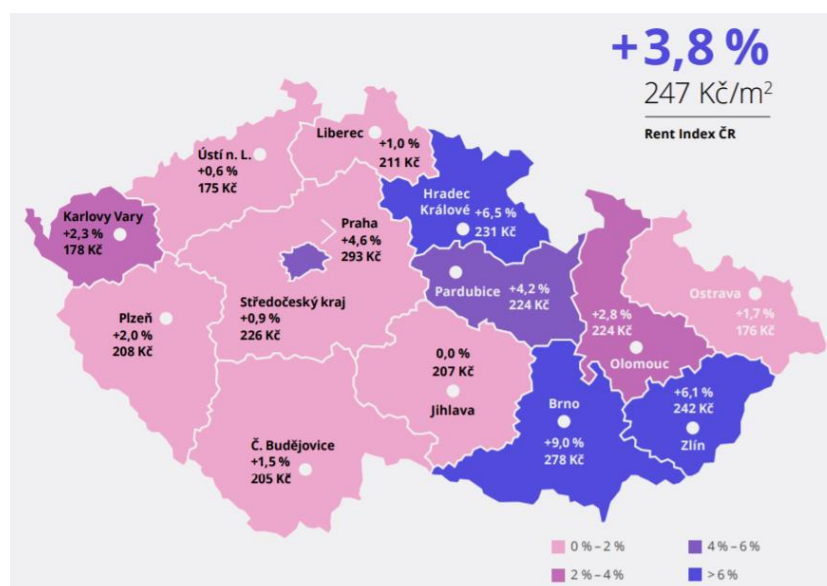 +3,8 %
247 Kč/m²
Rent Index ČR
Liberec
+1,0 %
211 Kč
Ústí n. L.
+0,6 %
175 Kč
Karlovy Vary
+2,3 %
178 Kč
Hradec
Králové
+6,5 %
231 Kč
Praha
+4,6 %
293 Kč
Pardubice
+4,2 %
224 Kč
Středočeský kraj
+0,9 %
226 Kč
Plzeň
+2,0 %
208 Kč
+2,8 %
224 Kč
Olomouc
Ostrava
+1,7 %
176 Kč
0,0 %
207 Kč
Jihlava
Č. Budějovice
+1,5 %
205 Kč
Brno
+9,0 %
278 Kč
+6,1 %
242 Kč
Zlín
0 % – 2 %
2 % – 4 %
4 % – 6 %
> 6 %